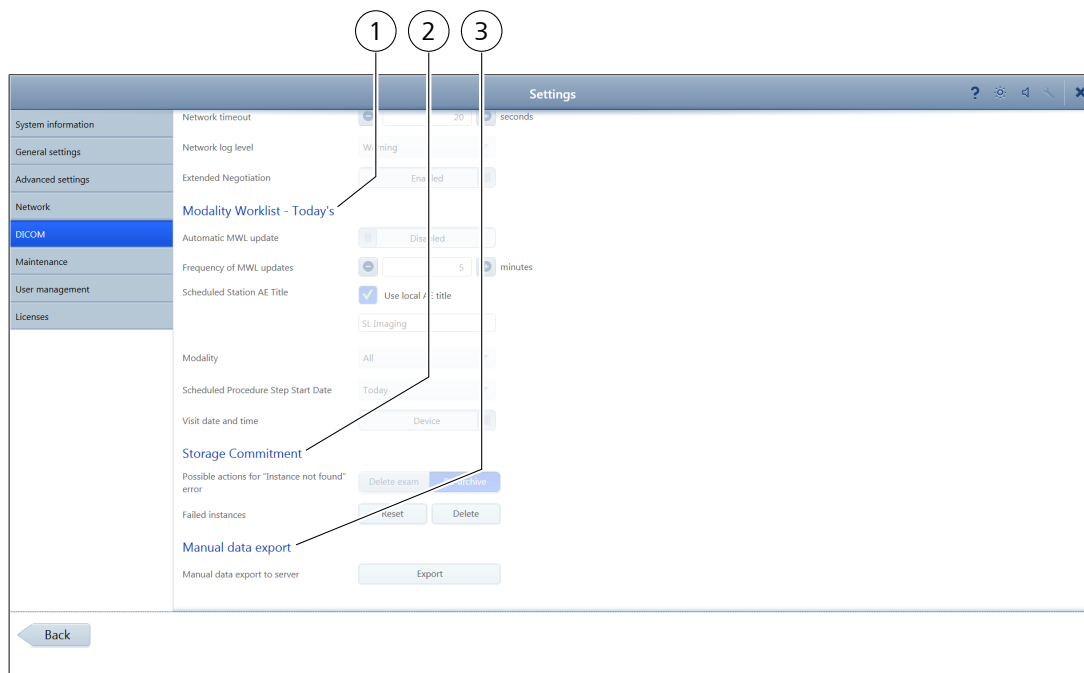 1 2 3
Settings
?
System information
General settings
Advanced settings
Network
DICOM
Maintenance
User management
Licenses
Network timeout 20 seconds
Network log level Warning
Extended Negotiation Enabled
Modality Worklist - Today's
Automatic MWL update Disabled
Frequency of MWL updates 5 minutes
Scheduled Station AE Title Use local AE title
SL Imaging
Modality All
Scheduled Procedure Step Start Date Today
Visit date and time Device
Storage Commitment
Possible actions for "Instance not found" Delete exam
error
Failed instances Reset Delete
Manual data export
Manual data export to server Export
Back